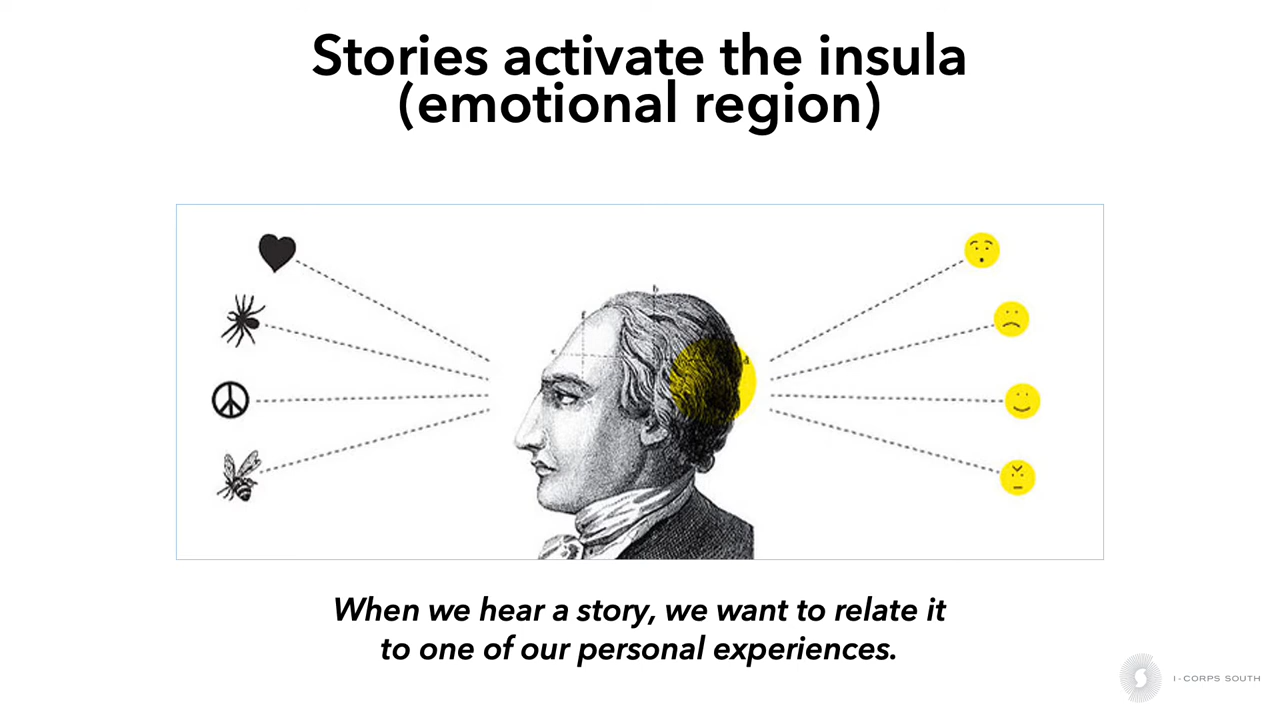 Stories activate the insula
(emotional region)
When we hear a story, we want to relate it
to one of our personal experiences.
I-CORPS SOUTH